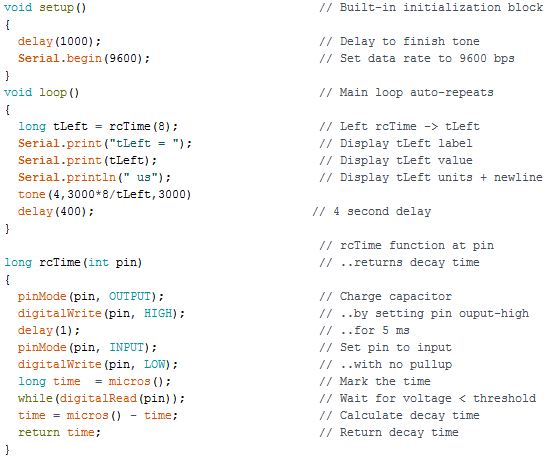 void setup()                                   // Built-in initialization block
{
  delay(1000);                                 // Delay to finish tone
  Serial.begin(9600);                          // Set data rate to 9600 bps
}
void loop()                                    // Main loop auto-repeats
{
  long tLeft = rcTime(8);                      // Left rcTime -> tLeft
  Serial.print("tLeft = ");                    // Display tLeft label
  Serial.print(tLeft);                         // Display tLeft value
  Serial.println(" us");                       // Display tLeft units + newline
  tone(4,3000*8/tLeft,3000)
  delay(400);                                 // 4 second delay
}
                                               // rcTime function at pin
long rcTime(int pin)                           // ..returns decay time
{
  pinMode(pin, OUTPUT);                        // Charge capacitor
  digitalWrite(pin, HIGH);                     // ..by setting pin ouput-high
  delay(1);                                    // ..for 5 ms
  pinMode(pin, INPUT);                         // Set pin to input
  digitalWrite(pin, LOW);                      // ..with no pullup
  long time  = micros();                       // Mark the time
  while(digitalRead(pin));                     // Wait for voltage < threshold
  time = micros() - time;                      // Calculate decay time
  return time;                                 // Return decay time
}